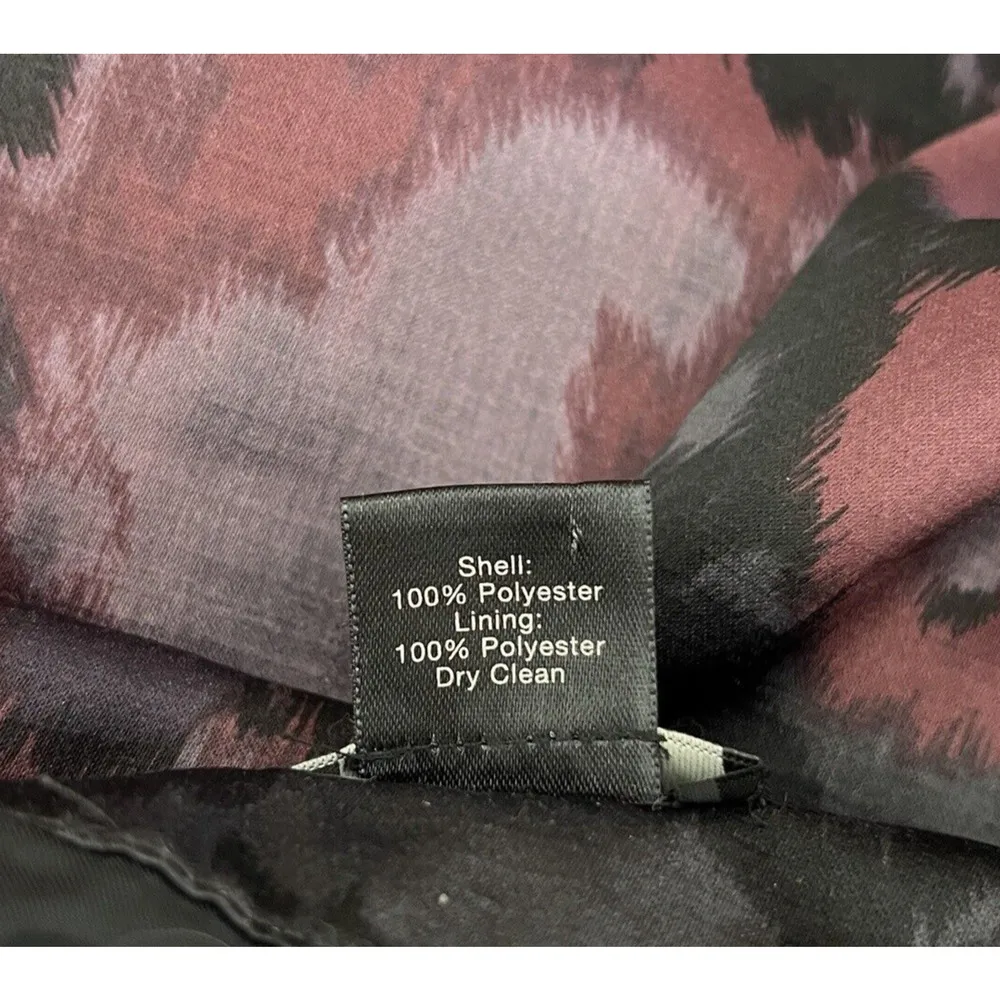 Shell:
100% Polyester
Lining:
100% Polyester
Dry Clean